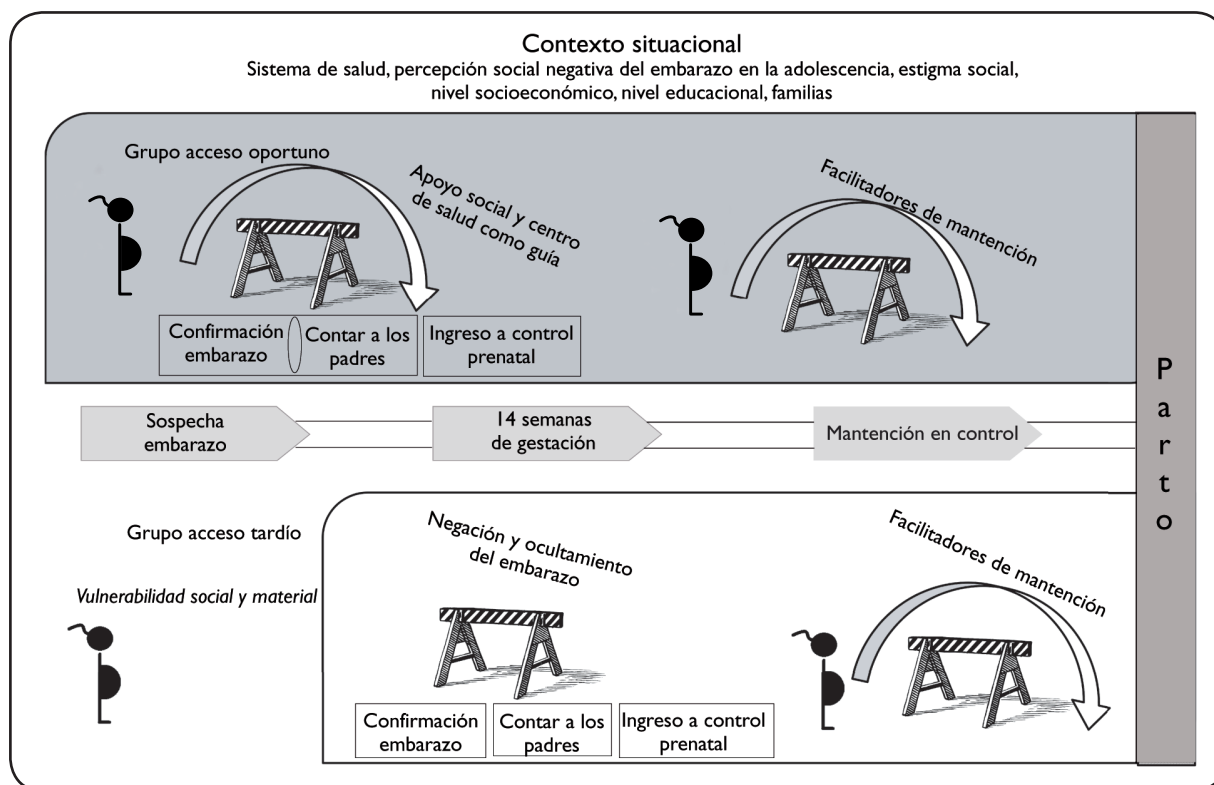 Contexto situacional
Sistema de salud, percepción social negativa del embarazo en la adolescencia, estigma social,
nivel socioeconómico, nivel educacional, familias
Grupo acceso oportuno
Apoyo social y centro
de salud como guía
Facilitadores de mantención
Confirmación
embarazo
Contar a los
padres
Ingreso a control
prenatal
Sospecha
embarazo
14 semanas
de gestación
Mantención en control
Parto
Grupo acceso tardío
Vulnerabilidad social y material
Negación y ocultamiento
del embarazo
Facilitadores de mantención
Confirmación
embarazo
Contar a los
padres
Ingreso a control
prenatal